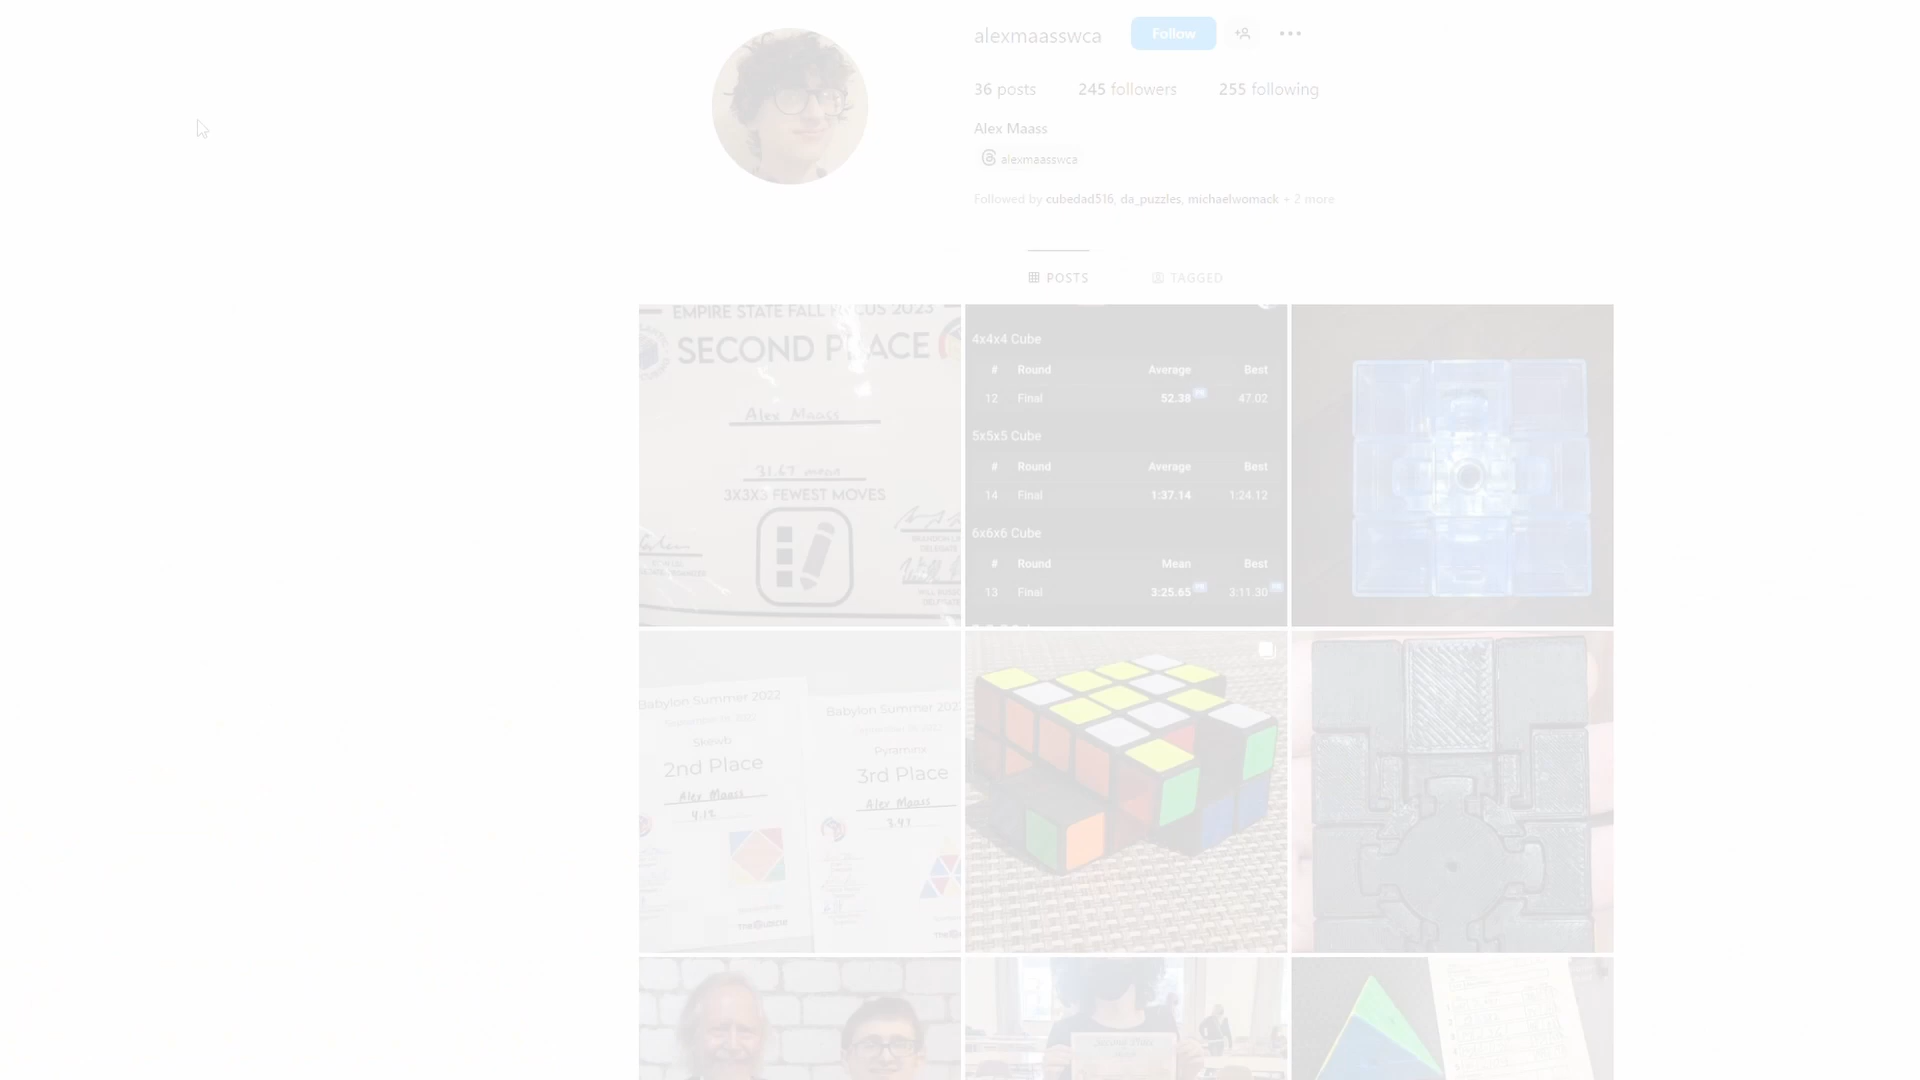 alexmaasswca
Follow
36 posts 245 followers 255 following
Alex Maass
alexmaasswca
Followed by cubedad516, da_puzzles, michaelwomack + 2 more
POSTS TAGGED
EMPIRE STATE FALL FOCUS 2023
SECOND PLACE
Alex Maass
31.67 mean
3X3X3 FEWEST MOVES
DELEGATE
4x4x4 Cube
# Round Average Best
12 Final 52.38 47.02
5x5x5 Cube
# Round Average Best
14 Final 1:37.14 1:24.12
6x6x6 Cube
# Round Mean Best
13 Final 3:25.65 3:11.30
Babylon Summer 2022
Skewb
2nd Place
Alex Maass
4.12
Babylon Summer 202
Pyraminx
3rd Place
Alex Maass
3.41